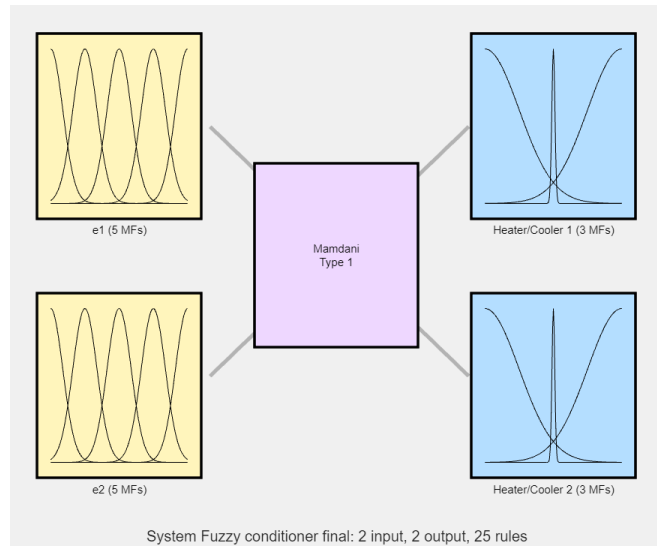 e1 (5 MFs)
Heater/Cooler 1 (3 MFs)
Mamdani
Type 1
e2 (5 MFs)
Heater/Cooler 2 (3 MFs)
System Fuzzy conditioner final: 2 input, 2 output, 25 rules